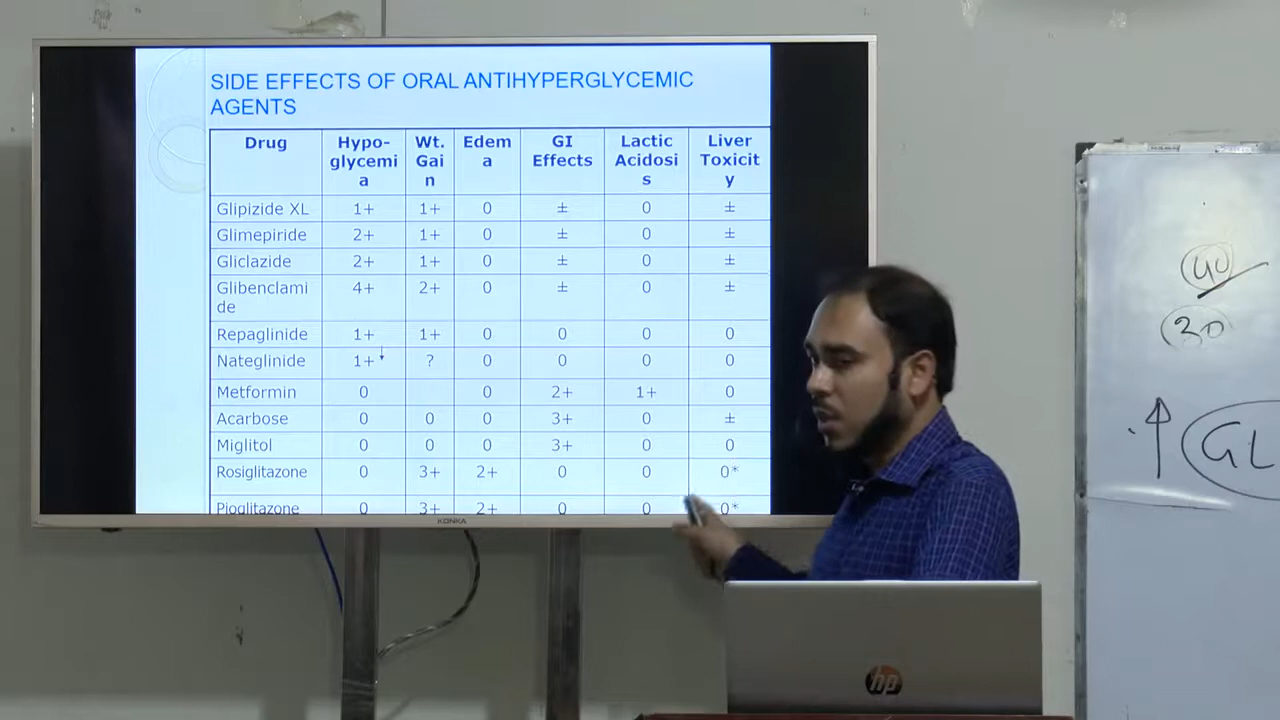 SIDE EFFECTS OF ORAL ANTIHYPERGLYCEMIC
AGENTS
Drug Hypo-glycemia Wt. Gain Edema GI Effects Lactic Acidosis Liver Toxicity
Glipizide XL 1+ 1+ 0 ± 0 ±
Glimepiride 2+ 1+ 0 ± 0 ±
Gliclazide 2+ 1+ 0 ± 0 ±
Glibenclamide 4+ 2+ 0 ± 0 ±
Repaglinide 1+ 1+ 0 0 0 0
Nateglinide 1+ ? 0 0 0 0
Metformin 0 0 2+ 1+ 0
Acarbose 0 0 0 3+ 0 ±
Miglitol 0 0 0 3+ 0 0
Rosiglitazone 0 3+ 2+ 0 0 0*
Pioglitazone 0 3+ 2+ 0 0 0*
KONKA
hp
40
30
↑ GL